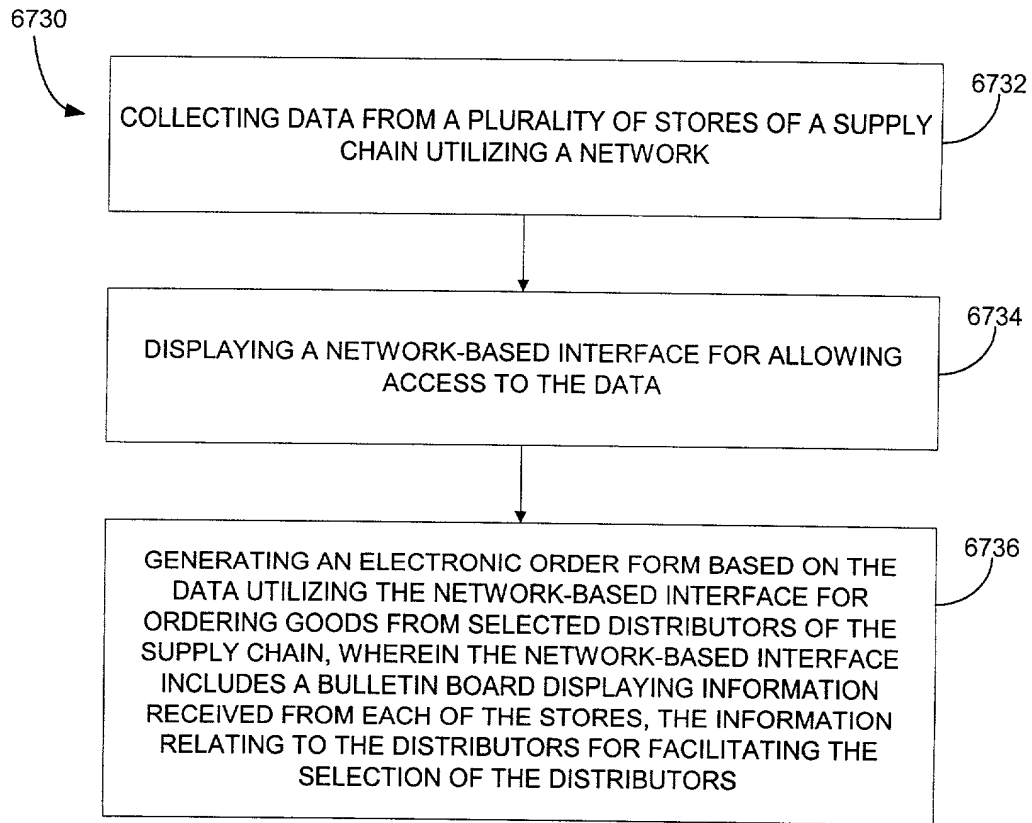 6730
6732
COLLECTING DATA FROM A PLURALITY OF STORES OF A SUPPLY
CHAIN UTILIZING A NETWORK
6734
DISPLAYING A NETWORK-BASED INTERFACE FOR ALLOWING
ACCESS TO THE DATA
6736
GENERATING AN ELECTRONIC ORDER FORM BASED ON THE
DATA UTILIZING THE NETWORK-BASED INTERFACE FOR
ORDERING GOODS FROM SELECTED DISTRIBUTORS OF THE
SUPPLY CHAIN, WHEREIN THE NETWORK-BASED INTERFACE
INCLUDES A BULLETIN BOARD DISPLAYING INFORMATION
RECEIVED FROM EACH OF THE STORES, THE INFORMATION
RELATING TO THE DISTRIBUTORS FOR FACILITATING THE
SELECTION OF THE DISTRIBUTORS